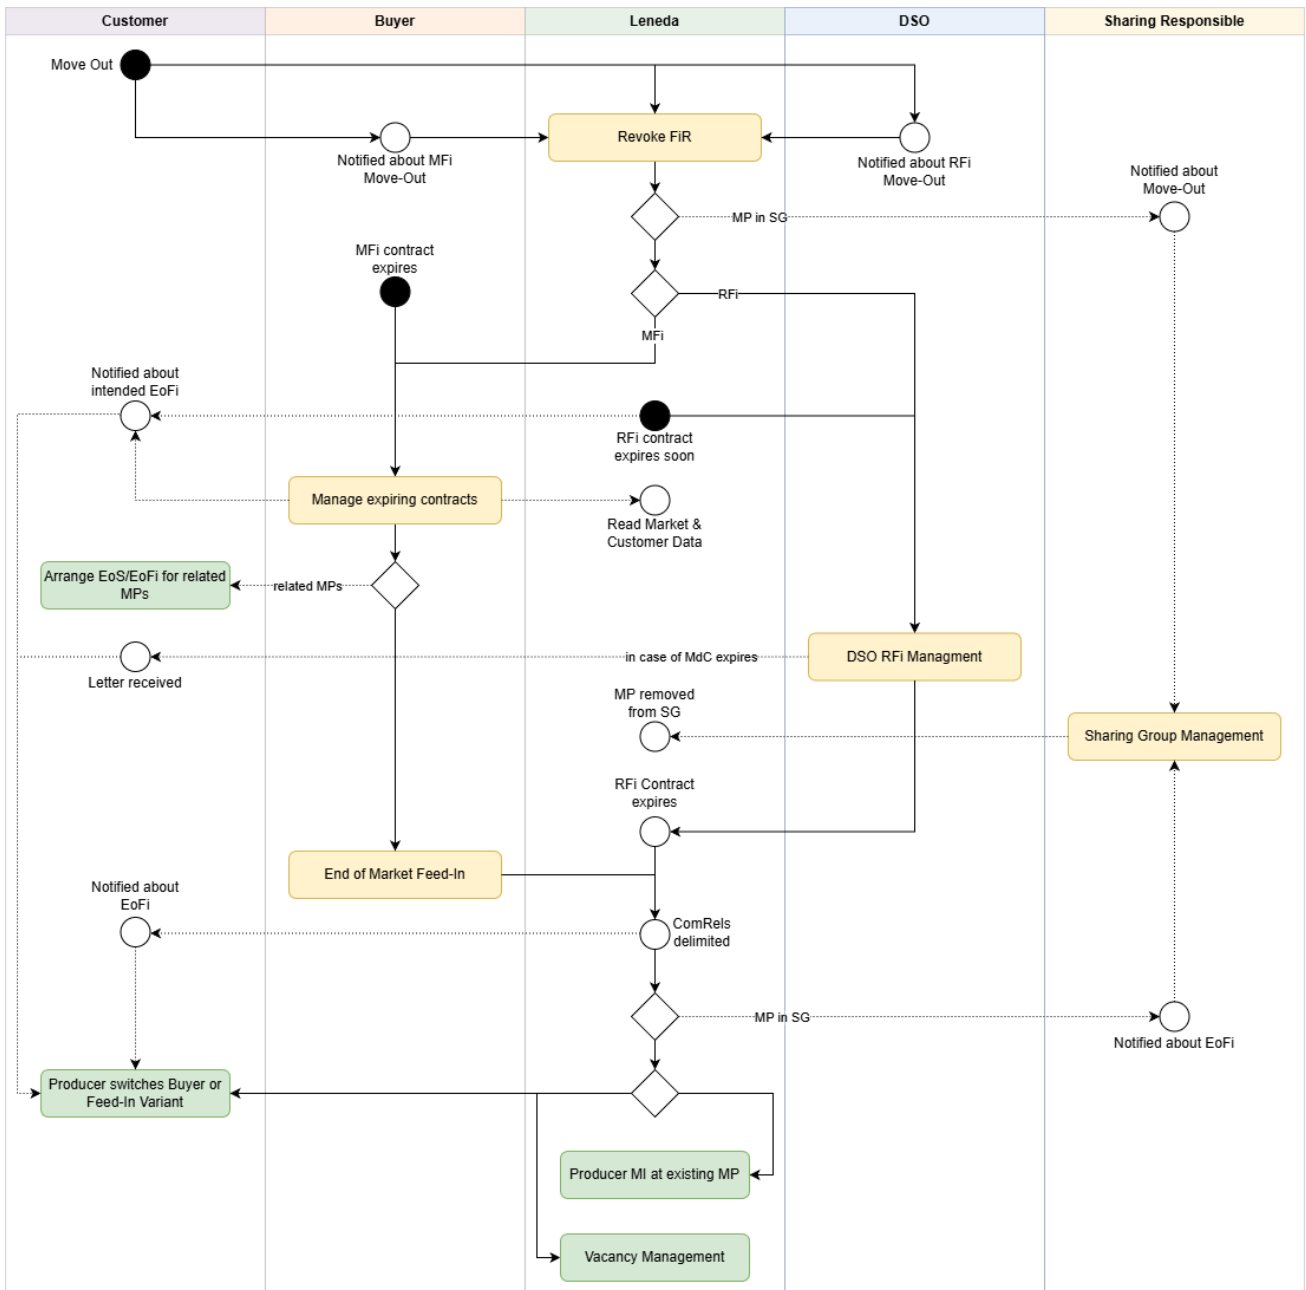 Customer
Buyer
Leneda
DSO
Sharing Responsible
Move Out
Revoke FiR
Notified about MFi
Move-Out
Notified about RFi
Move-Out
Notified about
Move-Out
MP in SG
MFi contract
expires
RFi
MFi
Notified about
intended EoFi
RFi contract
expires soon
Manage expiring contracts
Read Market &
Customer Data
Arrange EoS/EoFi for related
MPs
related MPs
in case of MdC expires
DSO RFi Managment
Letter received
MP removed
from SG
Sharing Group Management
RFi Contract
expires
End of Market Feed-In
Notified about
EoFi
ComRels
delimited
MP in SG
Notified about EoFi
Producer switches Buyer or
Feed-In Variant
Producer MI at existing MP
Vacancy Management